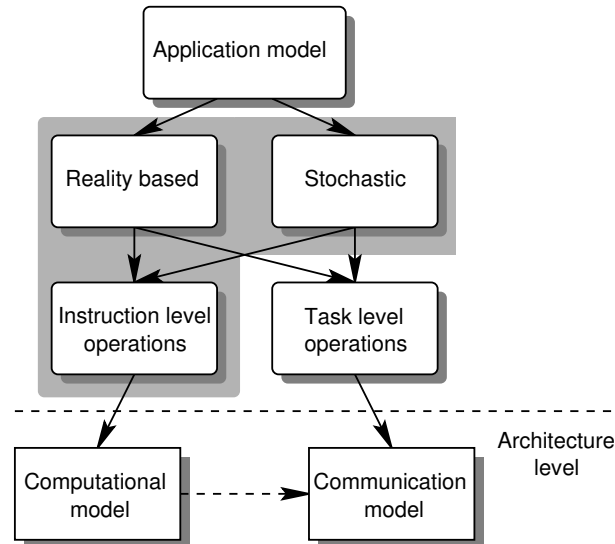 Application model
Reality based
Stochastic
Instruction level
operations
Task level
operations
Architecture
level
Computational
model
Communication
model